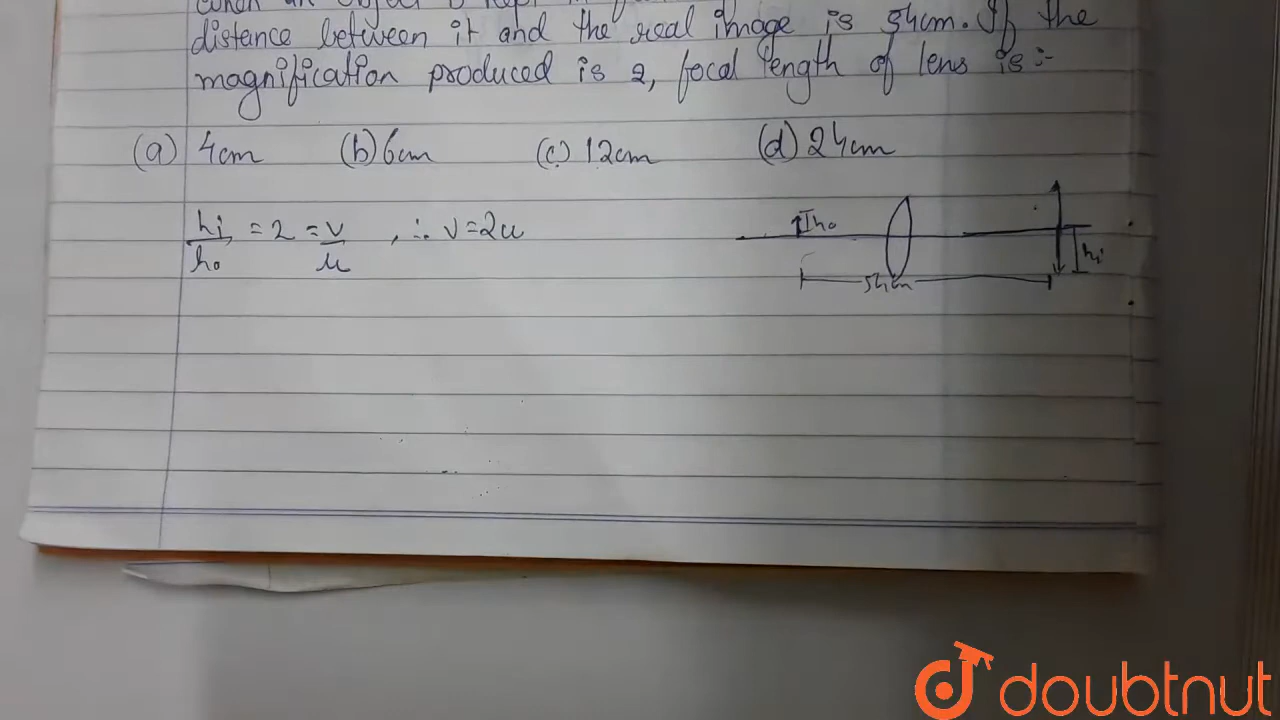 distance between it and the real image is 54cm. If the
magnification produced is 2, focal length of lens is :-
(a) 4cm (b) 6cm (c) 12cm (d) 24cm
hi/ho = 2 = v/u , ∴ v = 2u
ho
hi
54cm
doubtnut